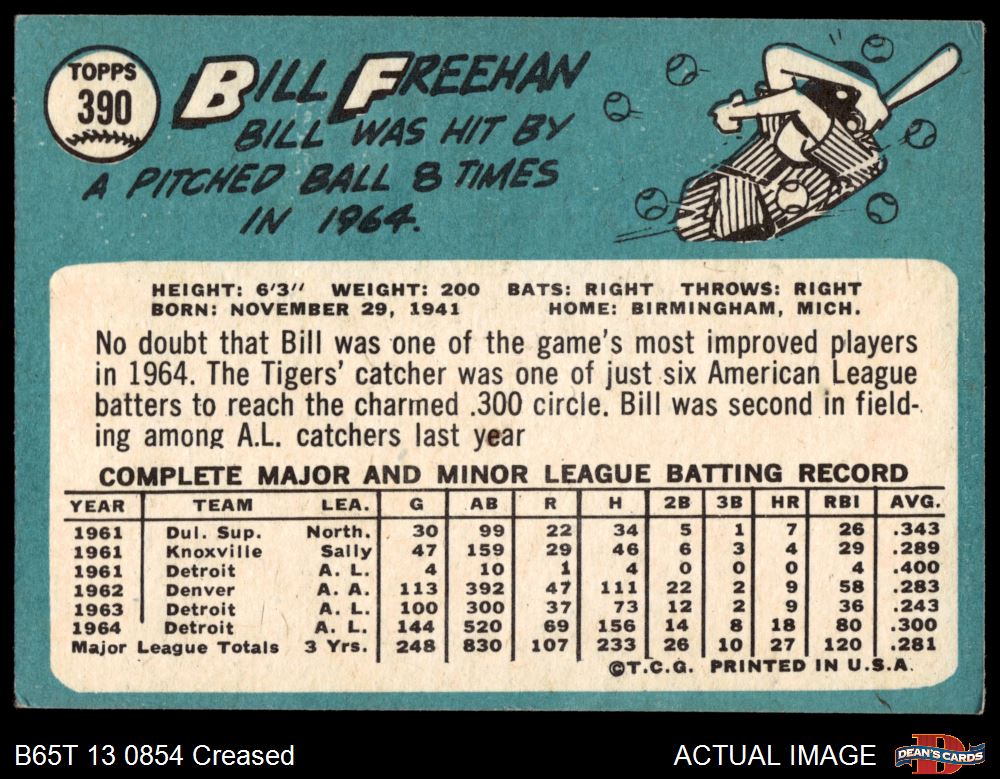 TOPPS
390
BILL FREEHAN
BILL WAS HIT BY
A PITCHED BALL 8 TIMES
IN 1964.
HEIGHT: 6'3" WEIGHT: 200 BATS: RIGHT THROWS: RIGHT
BORN: NOVEMBER 29, 1941 HOME: BIRMINGHAM, MICH.
No doubt that Bill was one of the game's most improved players
in 1964. The Tigers' catcher was one of just six American League
batters to reach the charmed .300 circle. Bill was second in field-
ing among A.L. catchers last year
COMPLETE MAJOR AND MINOR LEAGUE BATTING RECORD
YEAR TEAM LEA. G AB R H 2B 3B HR RBI AVG.
1961 Dul. Sup. North. 30 99 22 34 5 1 7 26 .343
1961 Knoxville Sally 47 159 29 46 6 3 4 29 .289
1961 Detroit A. L. 4 10 1 4 0 0 0 4 .400
1962 Denver A. A. 113 392 47 111 22 2 9 58 .283
1963 Detroit A. L. 100 300 37 73 12 2 9 36 .243
1964 Detroit A. L. 144 520 69 156 14 8 18 80 .300
Major League Totals 3 Yrs. 248 830 107 233 26 10 27 120 .281
©T.C.G. PRINTED IN U.S.A.
B65T 13 0854 Creased
ACTUAL IMAGE
DEAN'S CARDS